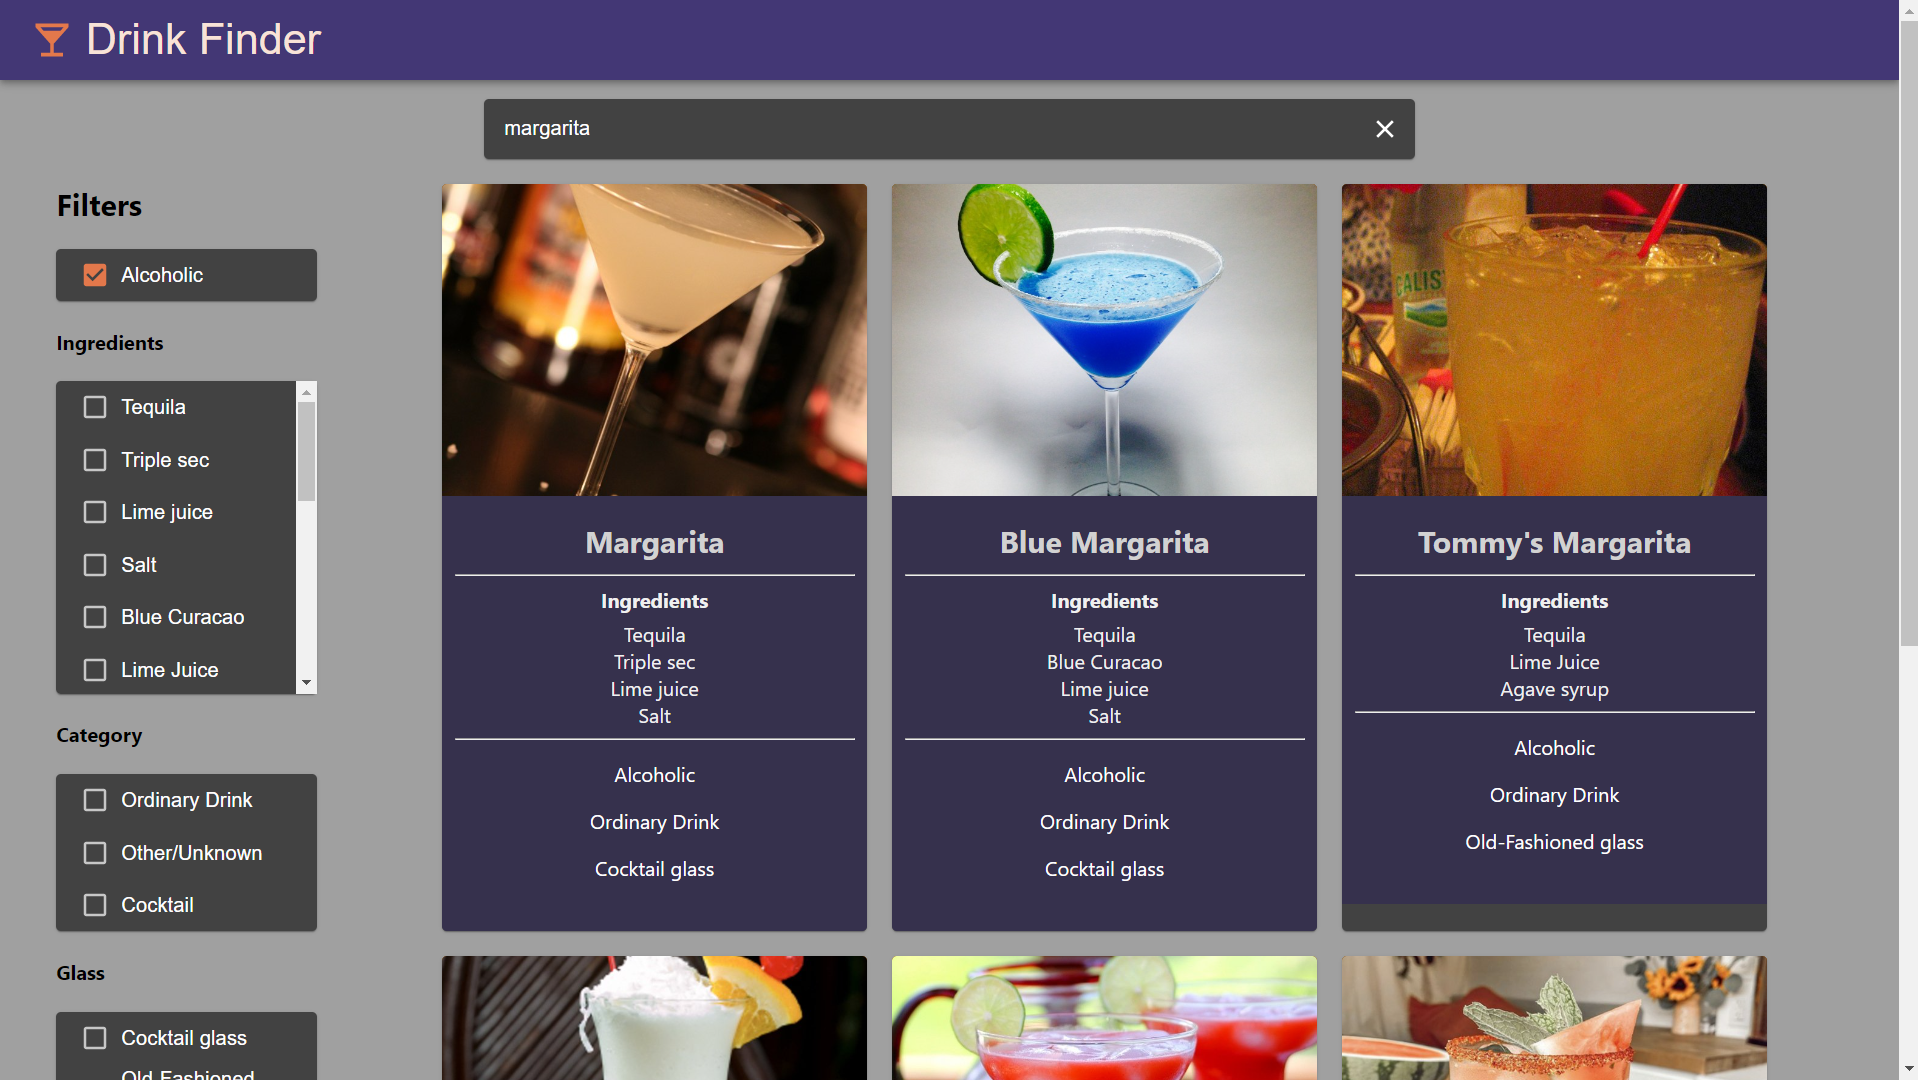 Drink Finder
margarita
Filters
Alcoholic
Ingredients
Tequila
Triple sec
Lime juice
Salt
Blue Curacao
Lime Juice
Category
Ordinary Drink
Other/Unknown
Cocktail
Glass
Cocktail glass
Old-Fashioned
Margarita
Ingredients
Tequila
Triple sec
Lime juice
Salt
Alcoholic
Ordinary Drink
Cocktail glass
Blue Margarita
Ingredients
Tequila
Blue Curacao
Lime juice
Salt
Alcoholic
Ordinary Drink
Cocktail glass
CALIS
Tommy's Margarita
Ingredients
Tequila
Lime Juice
Agave syrup
Alcoholic
Ordinary Drink
Old-Fashioned glass